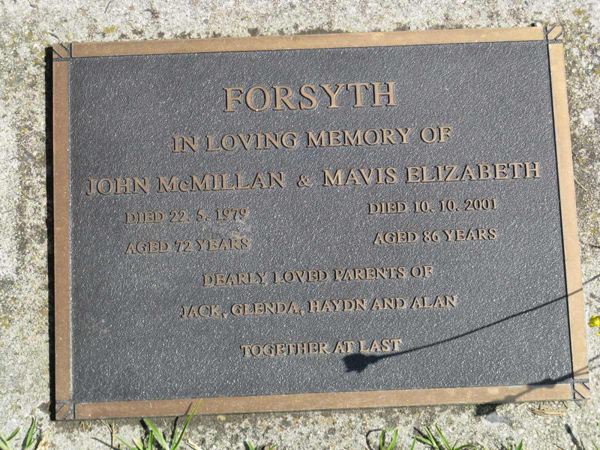 FORSYTH
IN LOVING MEMORY OF
JOHN McMILLAN & MAVIS ELIZABETH
DIED 22. 5. 1979 DIED 10. 10. 2001
AGED 72 YEARS AGED 86 YEARS
DEARLY LOVED PARENTS OF
JACK, GLENDA, HAYDN AND ALAN
TOGETHER AT LAST